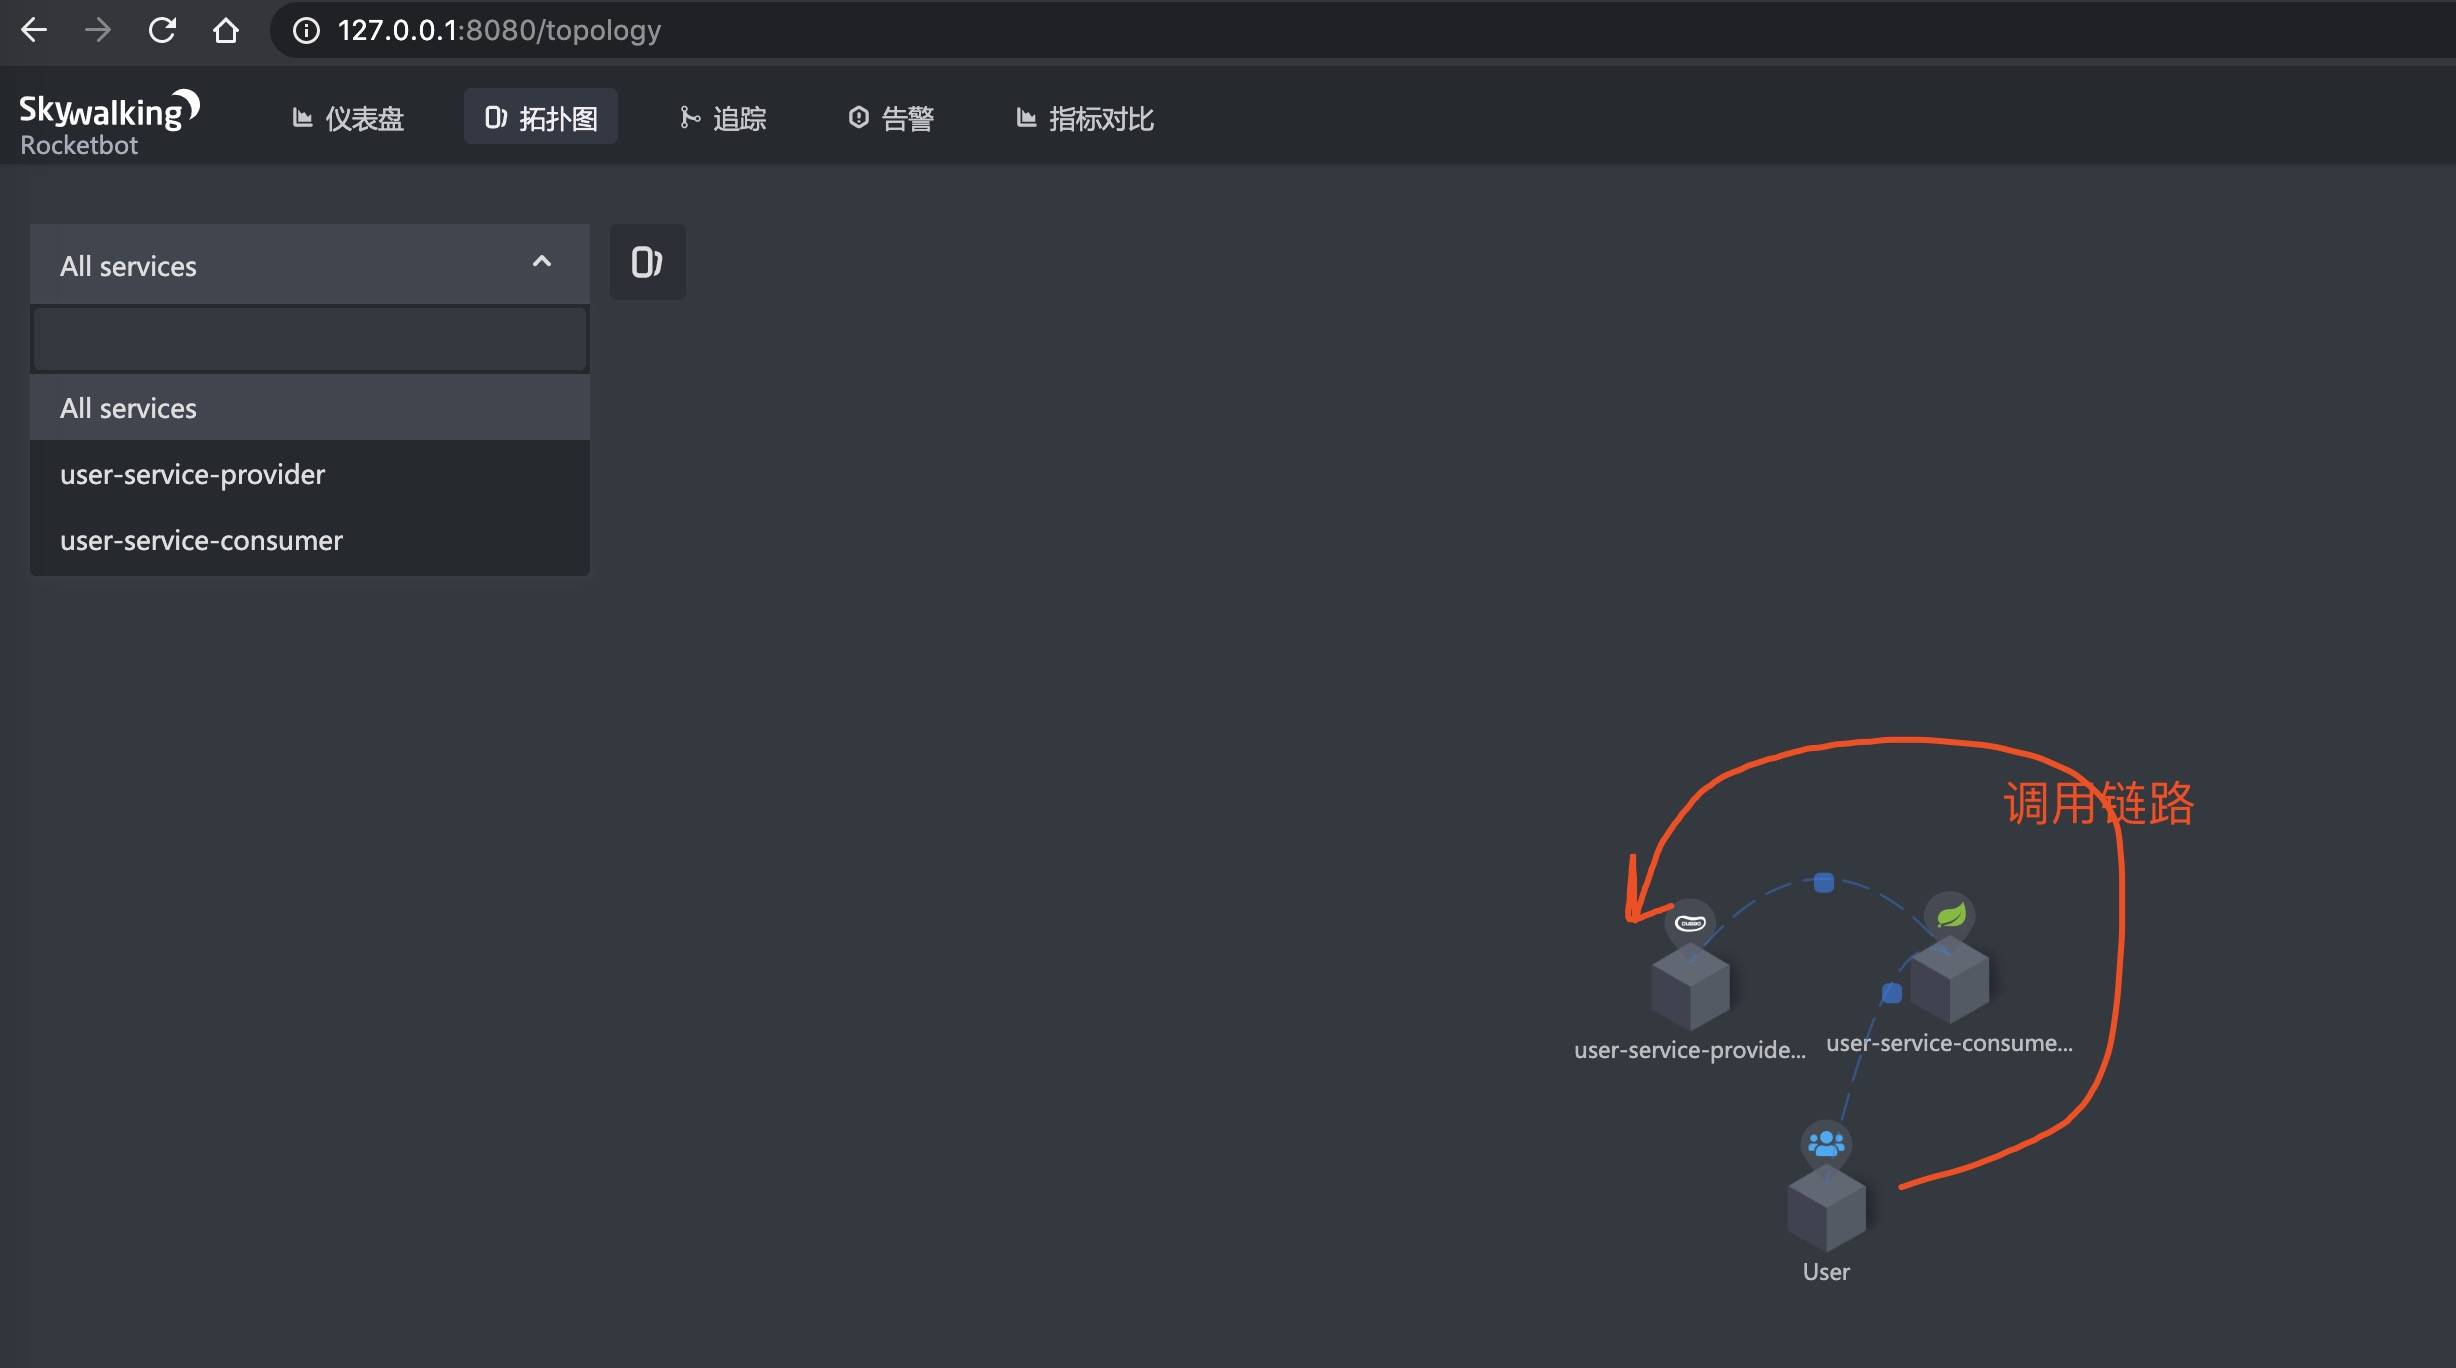 127.0.0.1:8080/topology
Skywalking
Rocketbot
仪表盘
拓扑图
追踪
告警
指标对比
All services
All services
user-service-provider
user-service-consumer
调用链路
DUBBO
user-service-provide...
user-service-consume...
User